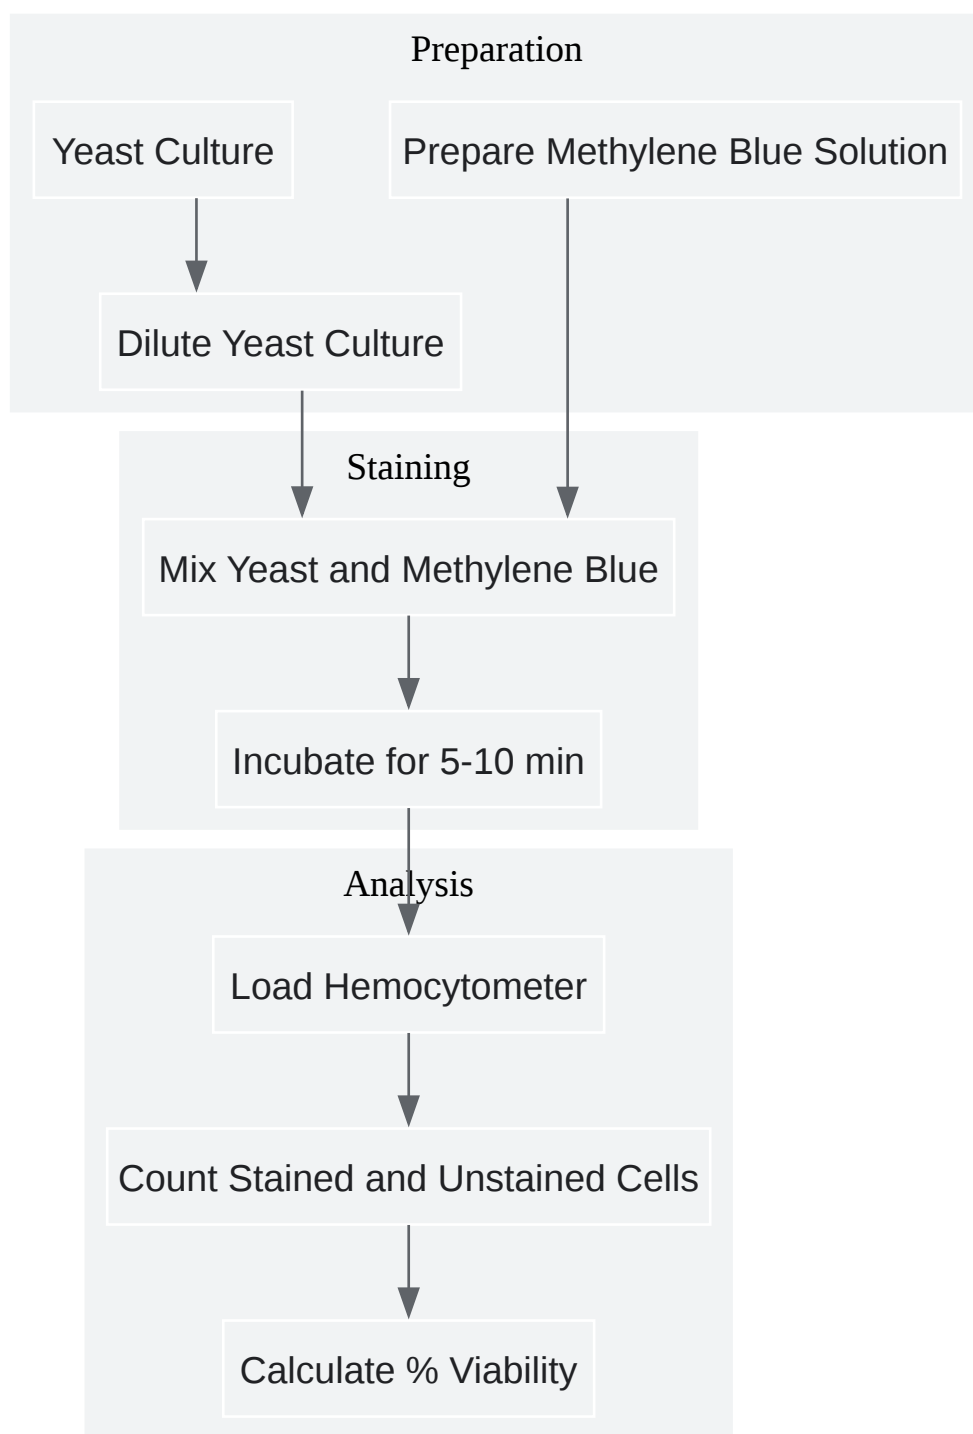 Preparation
Yeast Culture
Prepare Methylene Blue Solution
Dilute Yeast Culture
Staining
Mix Yeast and Methylene Blue
Incubate for 5-10 min
Analysis
Load Hemocytometer
Count Stained and Unstained Cells
Calculate % Viability